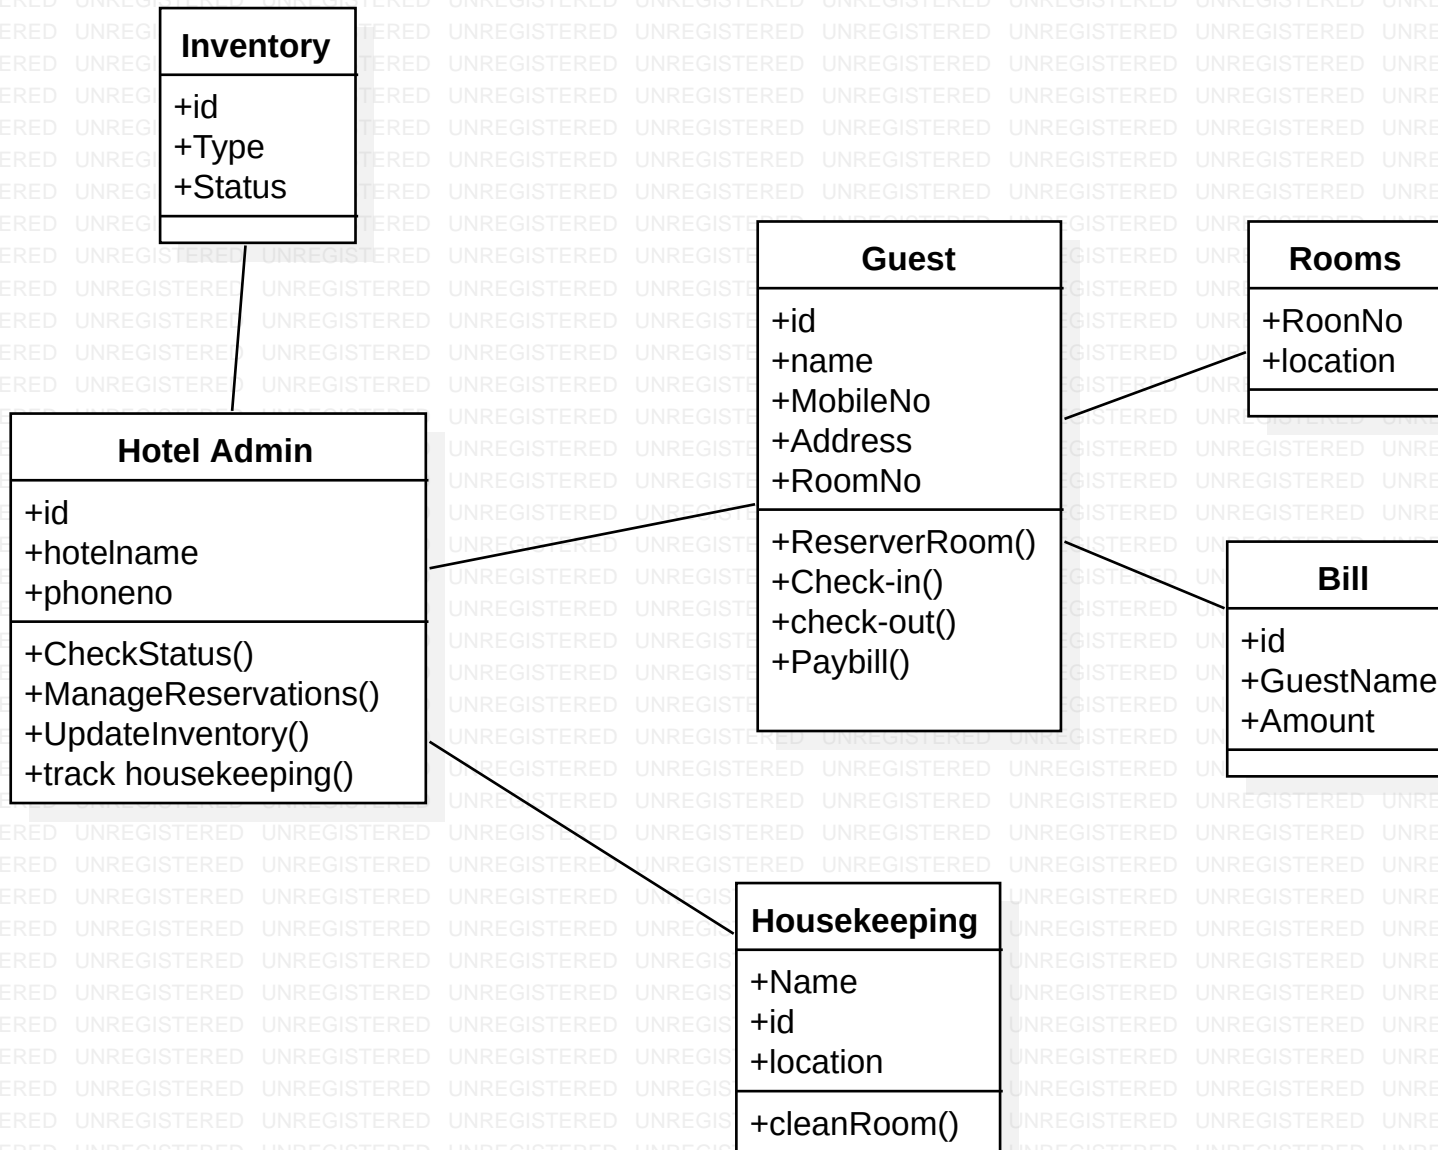 Inventory
+id
+Type
+Status
Guest
+id
+name
+MobileNo
+Address
+RoomNo
+ReserverRoom()
+Check-in()
+check-out()
+Paybill()
Rooms
+RoonNo
+location
Hotel Admin
+id
+hotelname
+phoneno
+CheckStatus()
+ManageReservations()
+UpdateInventory()
+track housekeeping()
Bill
+id
+GuestName
+Amount
Housekeeping
+Name
+id
+location
+cleanRoom()
UNREGISTERED